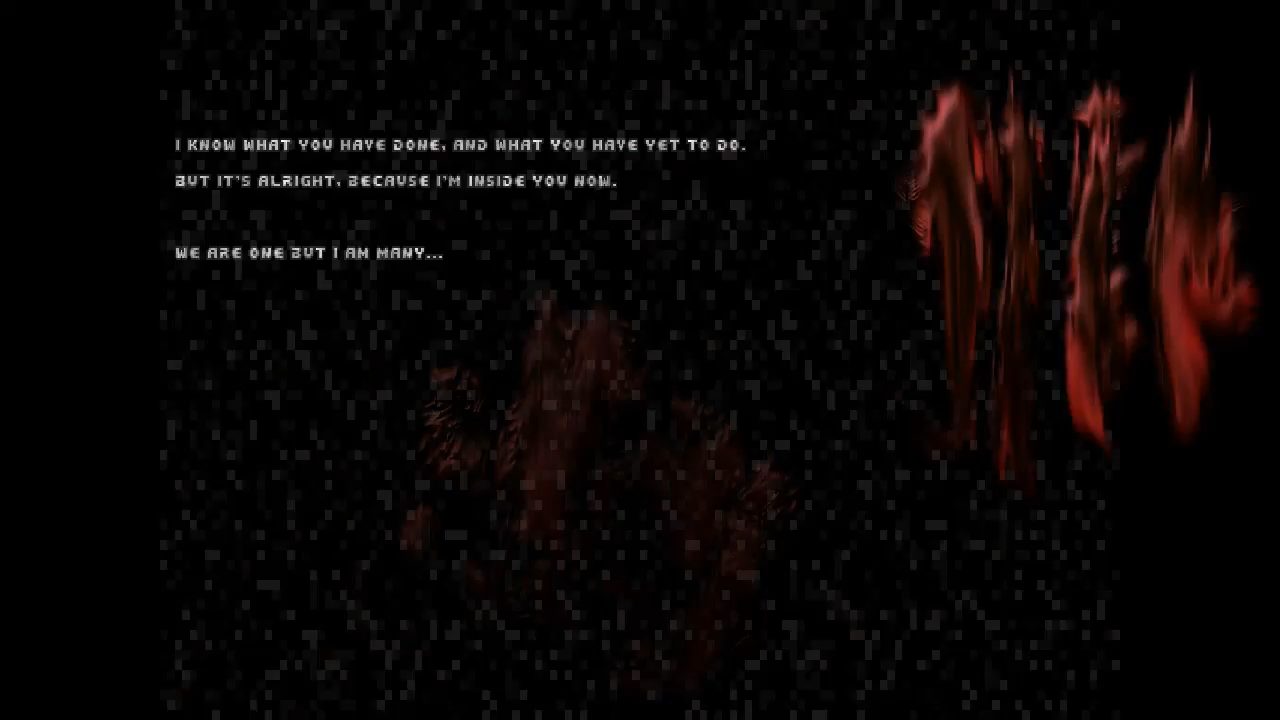 I KNOW WHAT YOU HAVE DONE, AND WHAT YOU HAVE YET TO DO.
BUT IT'S ALRIGHT, BECAUSE I'M INSIDE YOU NOW.
WE ARE ONE BUT I AM MANY...